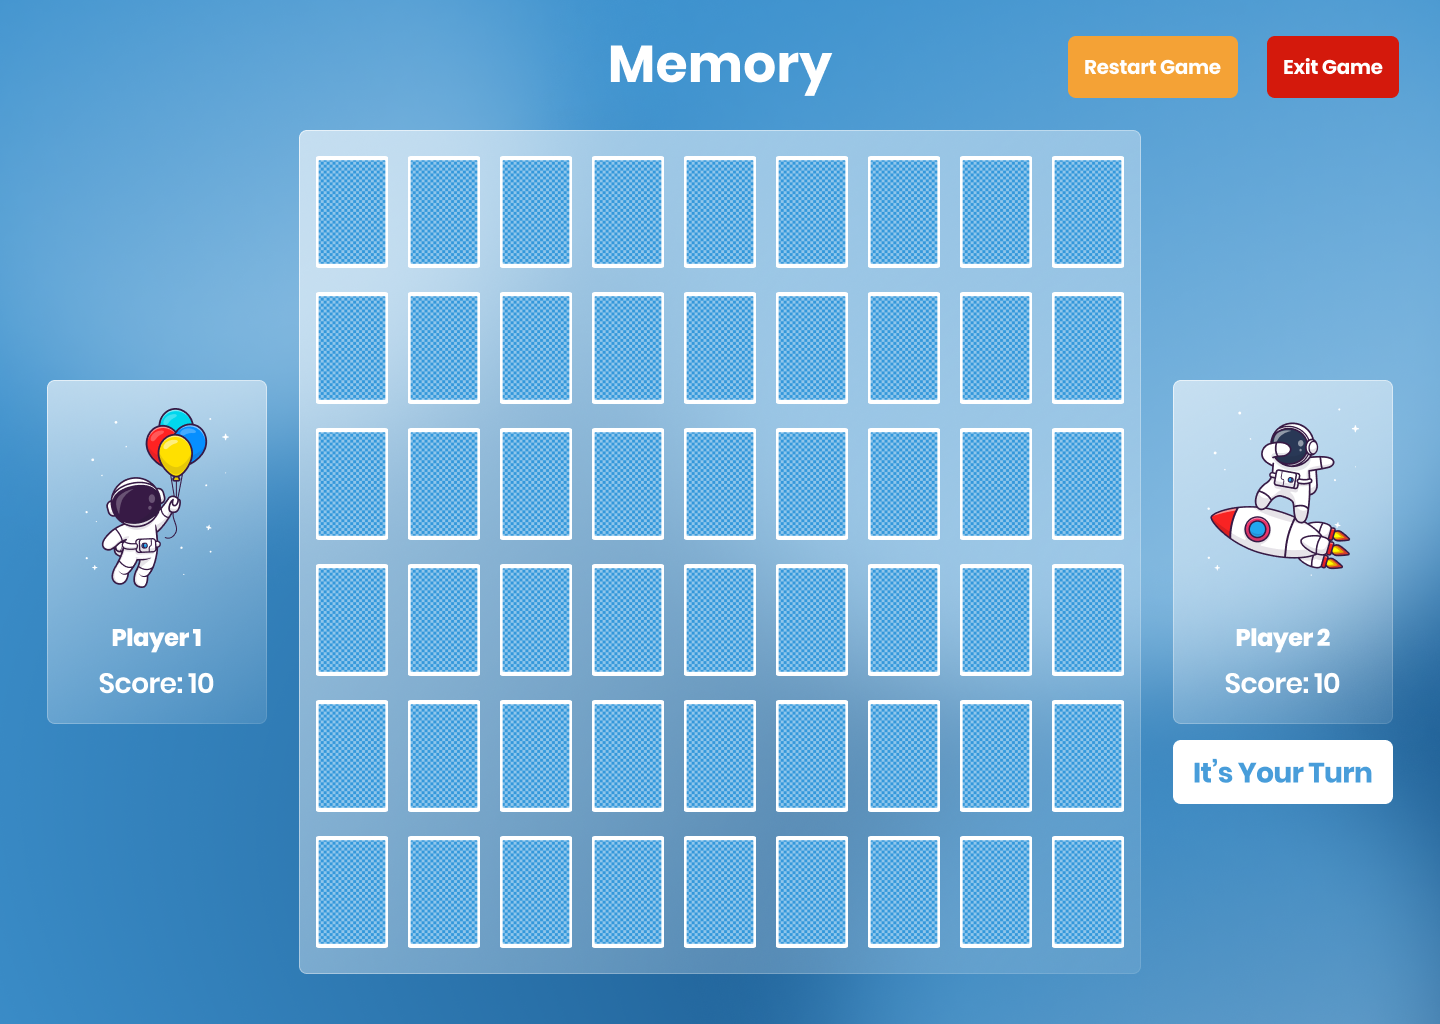 Memory
Restart Game
Exit Game
Player 1
Score: 10
Player 2
Score: 10
It’s Your Turn